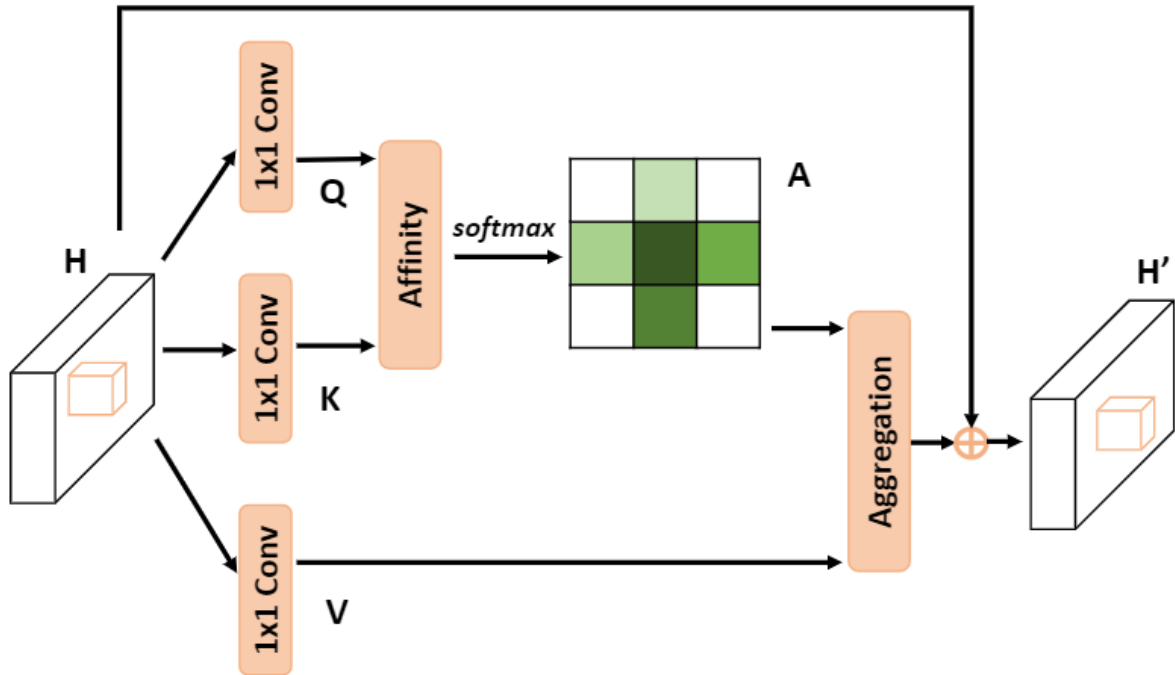 1x1 Conv
Q
Affinity
softmax
A
H
H'
1x1 Conv
K
Aggregation
1x1 Conv
V